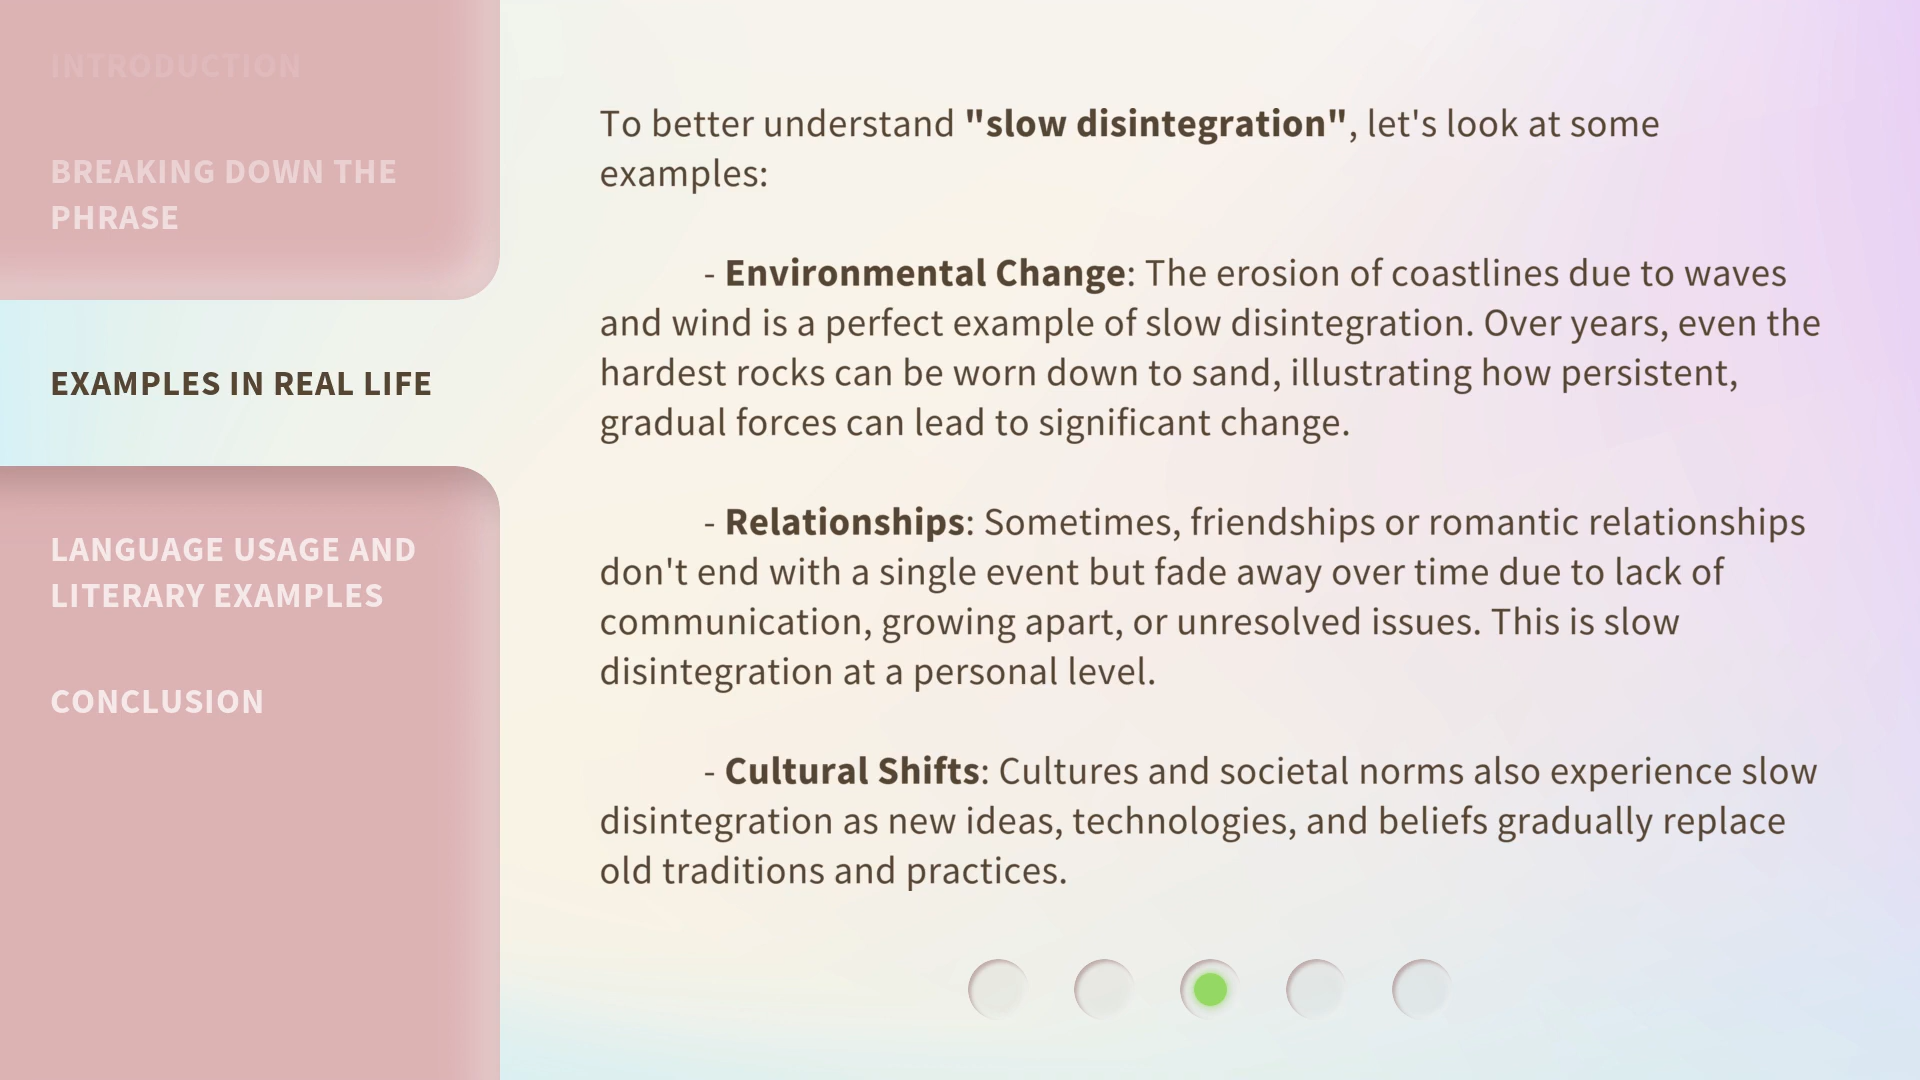 INTRODUCTION
BREAKING DOWN THE
PHRASE
EXAMPLES IN REAL LIFE
LANGUAGE USAGE AND
LITERARY EXAMPLES
CONCLUSION
To better understand "slow disintegration", let's look at some
examples:
- Environmental Change: The erosion of coastlines due to waves
and wind is a perfect example of slow disintegration. Over years, even the
hardest rocks can be worn down to sand, illustrating how persistent,
gradual forces can lead to significant change.
- Relationships: Sometimes, friendships or romantic relationships
don't end with a single event but fade away over time due to lack of
communication, growing apart, or unresolved issues. This is slow
disintegration at a personal level.
- Cultural Shifts: Cultures and societal norms also experience slow
disintegration as new ideas, technologies, and beliefs gradually replace
old traditions and practices.